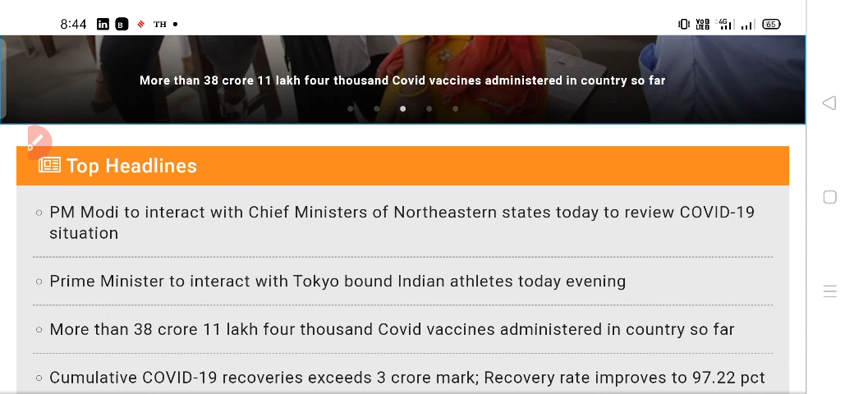 8:44 in B TH 4G 65
More than 38 crore 11 lakh four thousand Covid vaccines administered in country so far
Top Headlines
PM Modi to interact with Chief Ministers of Northeastern states today to review COVID-19
situation
Prime Minister to interact with Tokyo bound Indian athletes today evening
More than 38 crore 11 lakh four thousand Covid vaccines administered in country so far
Cumulative COVID-19 recoveries exceeds 3 crore mark; Recovery rate improves to 97.22 pct